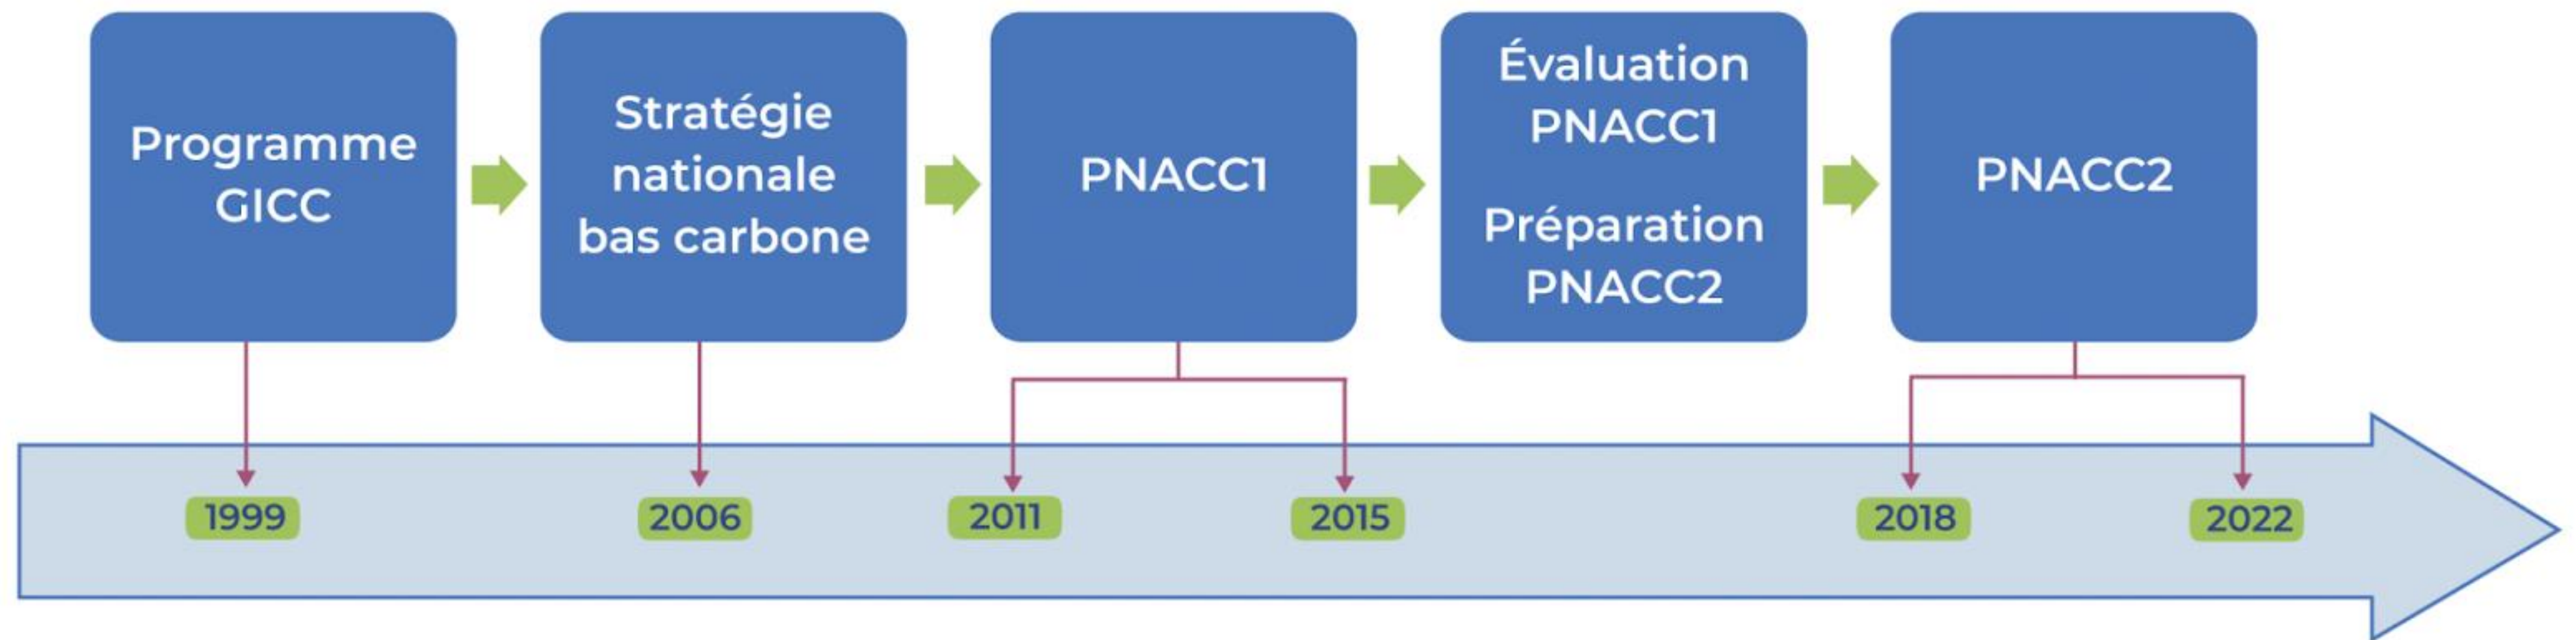 Programme
GICC
Stratégie
nationale
bas carbone
PNACC1
Évaluation
PNACC1
Préparation
PNACC2
PNACC2
1999
2006
2011
2015
2018
2022